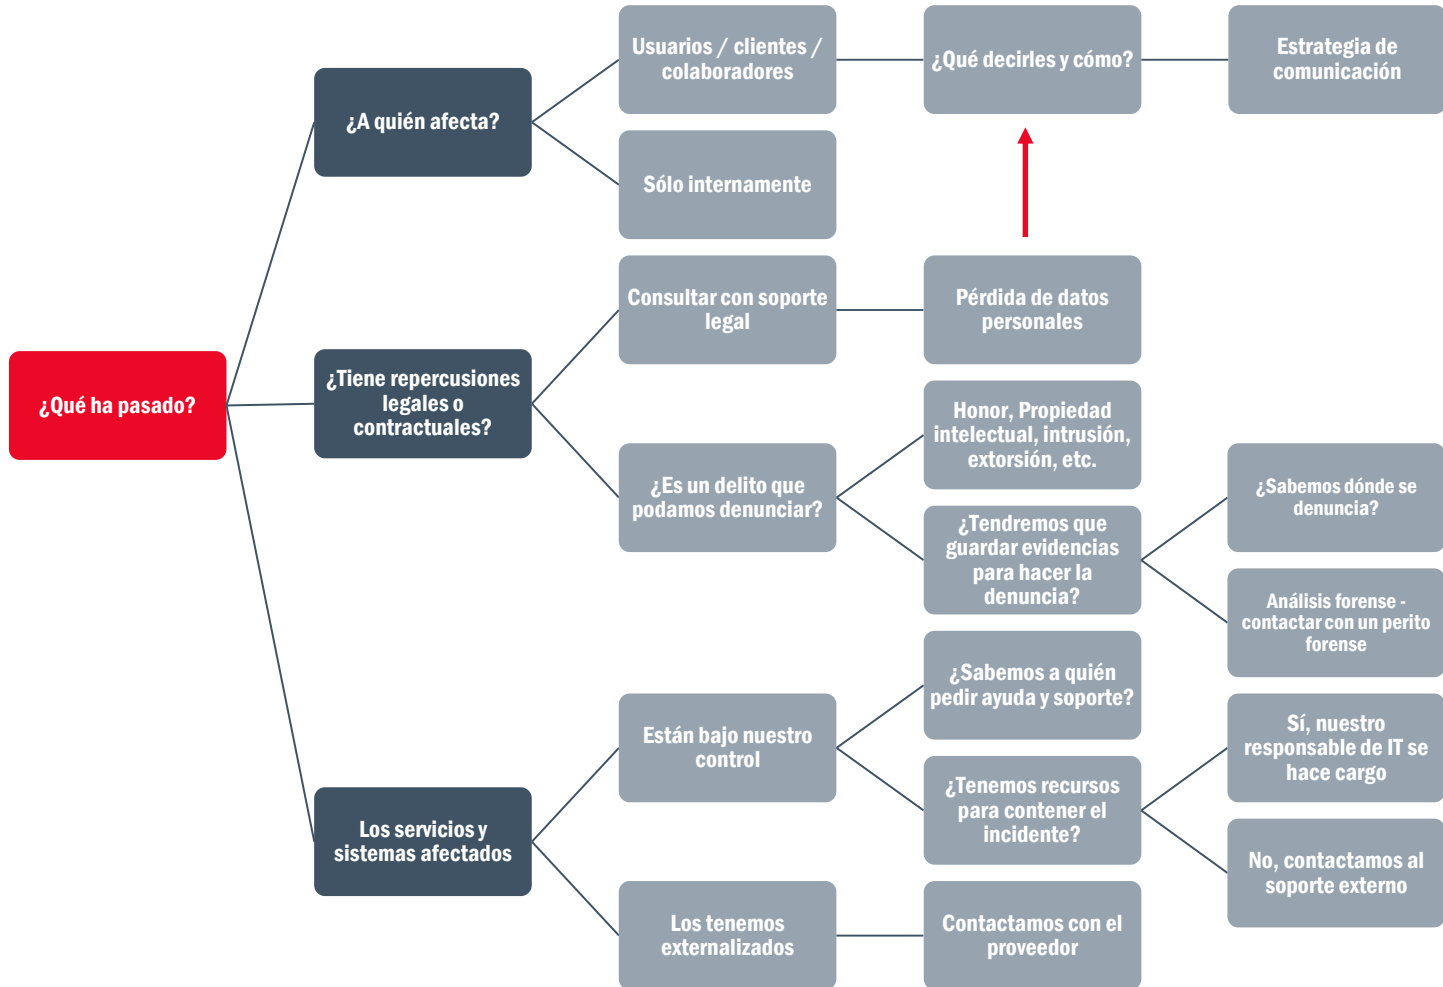 ¿Qué ha pasado?
¿A quién afecta?
Usuarios / clientes /
colaboradores
¿Qué decirles y cómo?
Estrategia de
comunicación
Sólo internamente
¿Tiene repercusiones
legales o
contractuales?
Consultar con soporte
legal
Pérdida de datos
personales
¿Es un delito que
podamos denunciar?
Honor, Propiedad
intelectual, intrusión,
extorsión, etc.
¿Tendremos que
guardar evidencias
para hacer la
denuncia?
¿Sabemos dónde se
denuncia?
Análisis forense -
contactar con un perito
forense
Los servicios y
sistemas afectados
Están bajo nuestro
control
¿Sabemos a quién
pedir ayuda y soporte?
¿Tenemos recursos
para contener el
incidente?
Sí, nuestro
responsable de IT se
hace cargo
No, contactamos al
soporte externo
Los tenemos
externalizados
Contactamos con el
proveedor